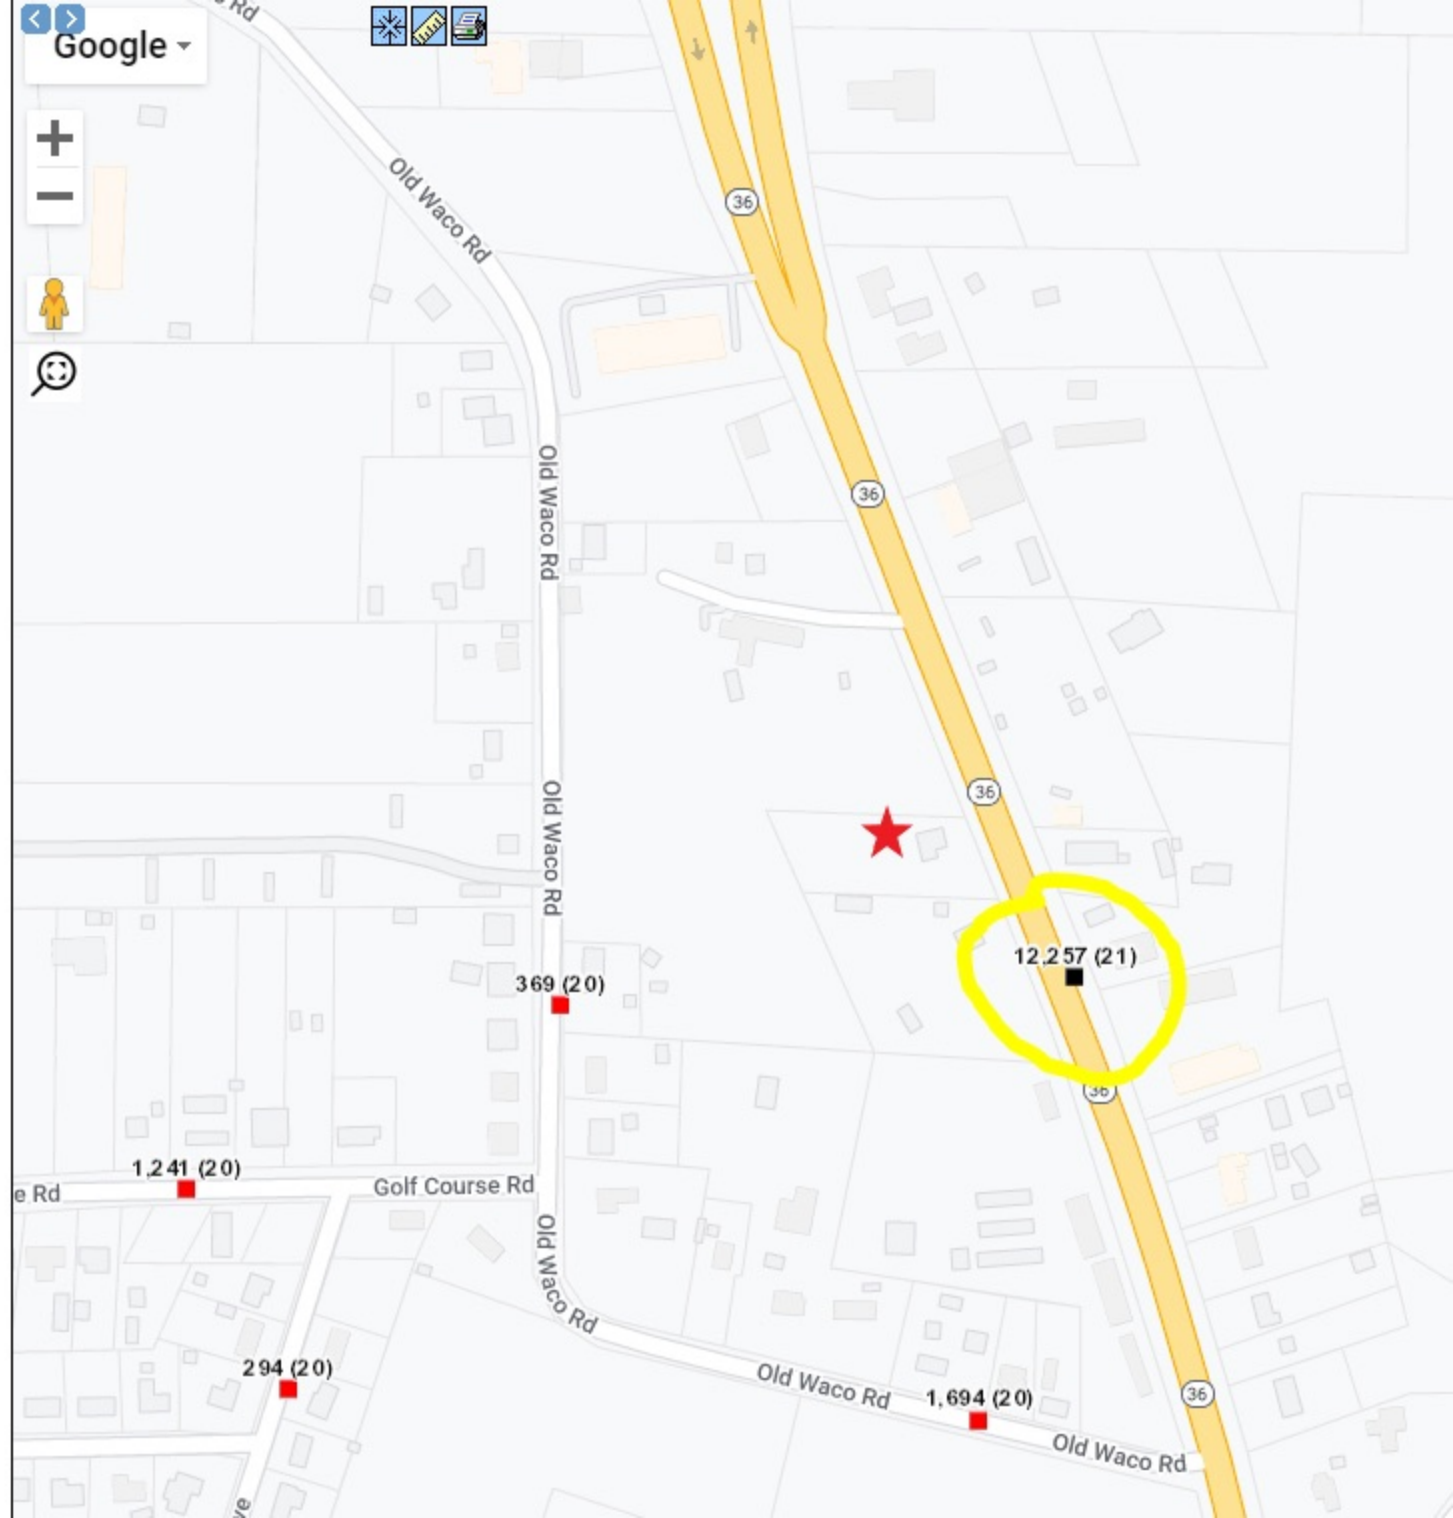 o Rd
Google
Old Waco Rd
36
36
Old Waco Rd
36
Old Waco Rd
12,257 (21)
369 (20)
36
1,241 (20)
e Rd
Golf Course Rd
Old Waco Rd
294 (20)
Old Waco Rd
1,694 (20)
36
Old Waco Rd
ve